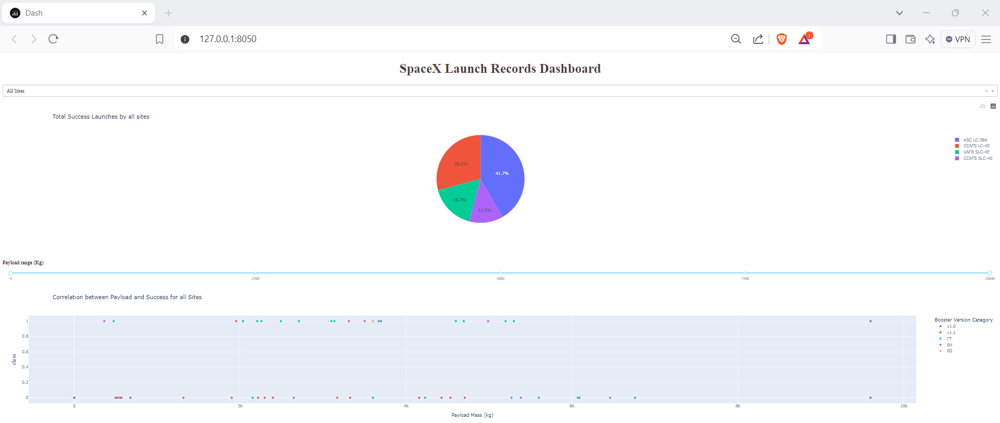 Dash
127.0.0.1:8050
1
VPN
SpaceX Launch Records Dashboard
All Sites
Total Success Launches by all sites
29.2%
41.7%
16.7%
12.5%
KSC LC-39A
CCAFS LC-40
VAFB SLC-4E
CCAFS SLC-40
Payload range (Kg):
0 2500 5000 7500 10000
Correlation between Payload and Success for all Sites
1
0.8
0.6
0.4
0.2
0
class
0 2k 4k 6k 8k 10k
Payload Mass (kg)
Booster Version Category
v1.0
v1.1
FT
B4
B5